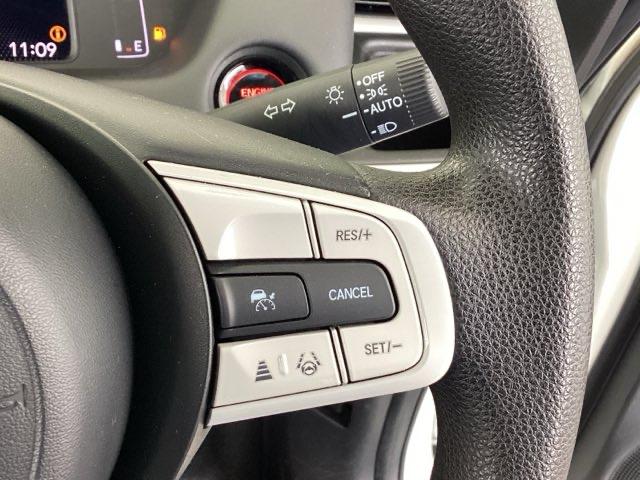 11:09
E
ENGINE
OFF
AUTO
RES/+
CANCEL
SET/−